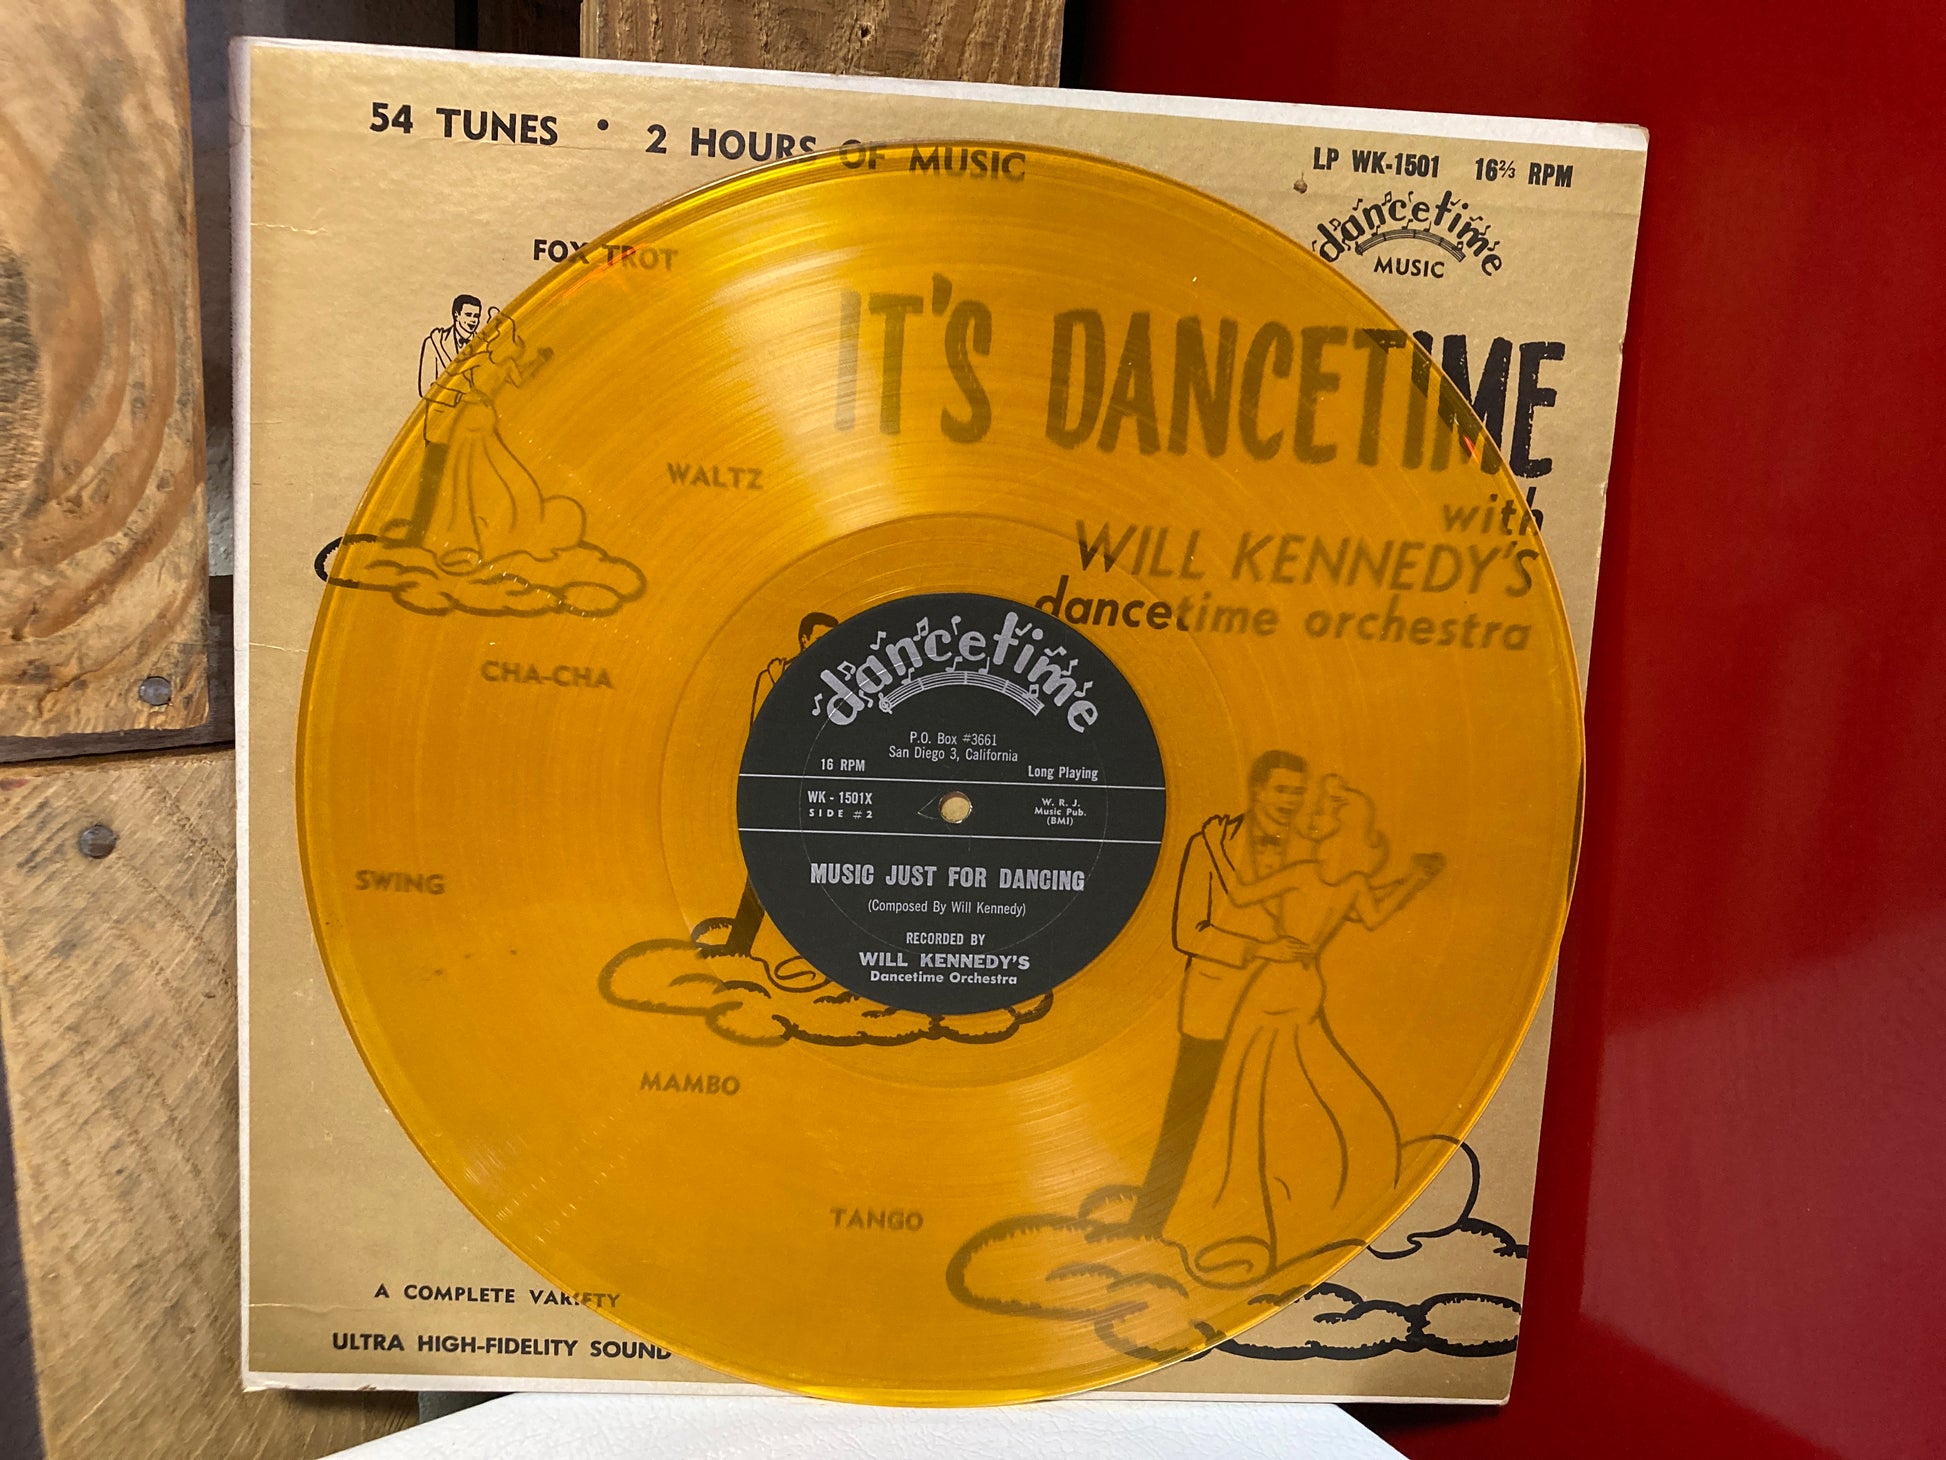 54 TUNES • 2 HOURS OF MUSIC
LP WK-1501 16⅔ RPM
dancetime
MUSIC
FOX TROT
IT'S DANCETIME
WALTZ
with
WILL KENNEDY'S
dancetime orchestra
CHA-CHA
SWING
MAMBO
TANGO
A COMPLETE VARIETY
ULTRA HIGH-FIDELITY SOUND
dancetime
P.O. Box #3661
San Diego 3, California
16 RPM Long Playing
WK - 1501X
SIDE #2
W. R. J.
Music Pub.
(BMI)
MUSIC JUST FOR DANCING
(Composed By Will Kennedy)
RECORDED BY
WILL KENNEDY'S
Dancetime Orchestra